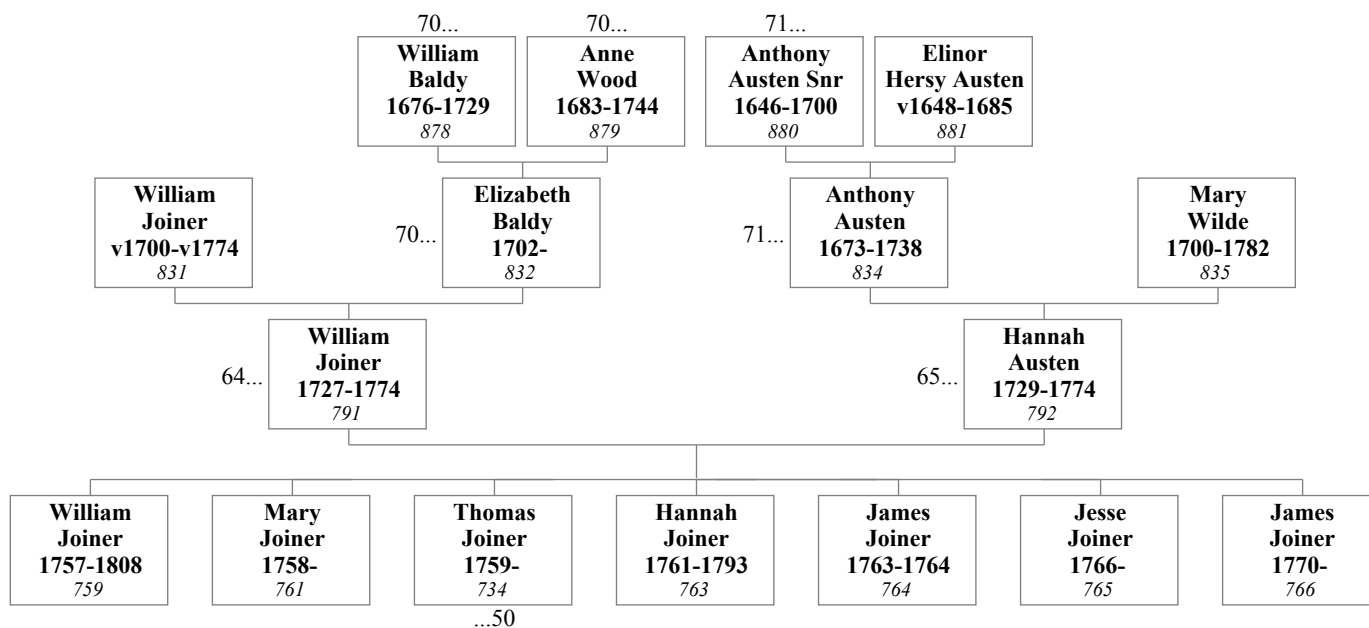 70...
William
Baldy
1676-1729
878
70...
Anne
Wood
1683-1744
879
71...
Anthony
Austen Snr
1646-1700
880
Elinor
Hersy Austen
v1648-1685
881
William
Joiner
v1700-v1774
831
70...
Elizabeth
Baldy
1702-
832
71...
Anthony
Austen
1673-1738
834
Mary
Wilde
1700-1782
835
64...
William
Joiner
1727-1774
791
65...
Hannah
Austen
1729-1774
792
William
Joiner
1757-1808
759
Mary
Joiner
1758-
761
Thomas
Joiner
1759-
734
...50
Hannah
Joiner
1761-1793
763
James
Joiner
1763-1764
764
Jesse
Joiner
1766-
765
James
Joiner
1770-
766